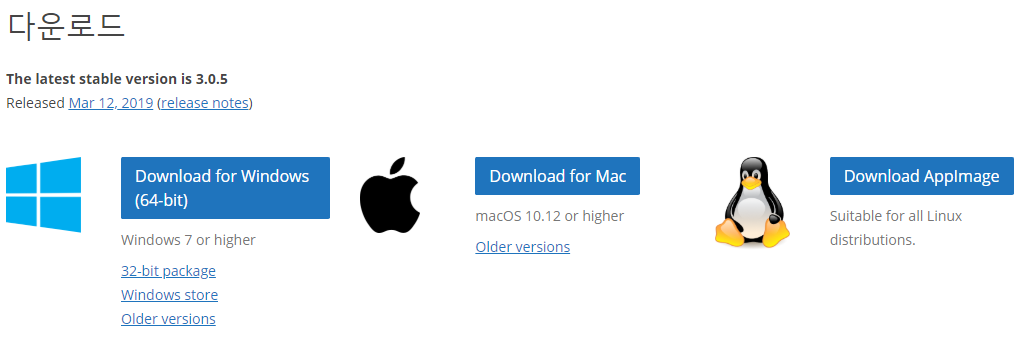 다운로드
The latest stable version is 3.0.5
Released Mar 12, 2019 (release notes)
Download for Windows
(64-bit)
Windows 7 or higher
32-bit package
Windows store
Older versions
Download for Mac
macOS 10.12 or higher
Older versions
Download AppImage
Suitable for all Linux
distributions.